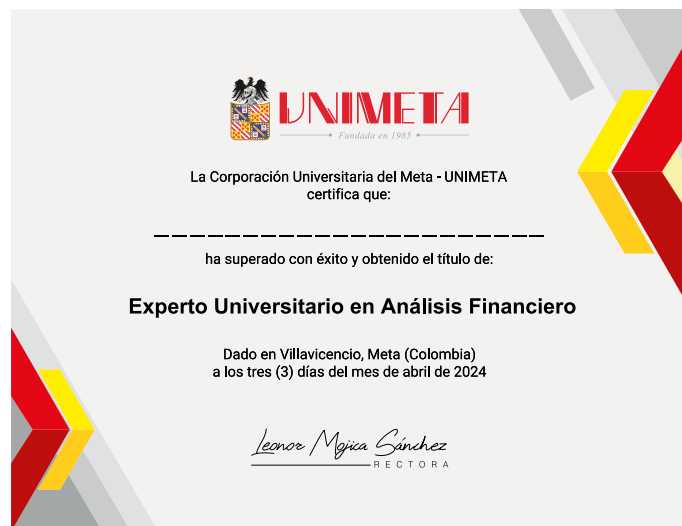 UNIMETA
Fundada en 1985
La Corporación Universitaria del Meta - UNIMETA
certifica que:
ha superado con éxito y obtenido el título de:
Experto Universitario en Análisis Financiero
Dado en Villavicencio, Meta (Colombia)
a los tres (3) días del mes de abril de 2024
Leonor Mojica Sánchez
RECTORA